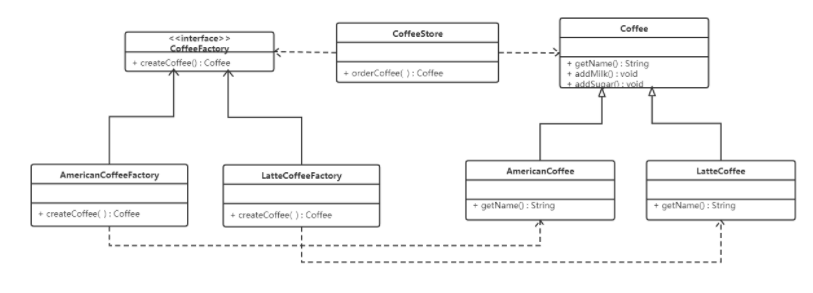 <<interface>>
CoffeeFactory
+ createCoffee() : Coffee
CoffeeStore
+ orderCoffee( ) : Coffee
Coffee
+ getName() : String
+ addMilk() : void
+ addSugar() : void
AmericanCoffeeFactory
+ createCoffee( ) : Coffee
LatteCoffeeFactory
+ createCoffee( ) : Coffee
AmericanCoffee
+ getName() : String
LatteCoffee
+ getName() : String